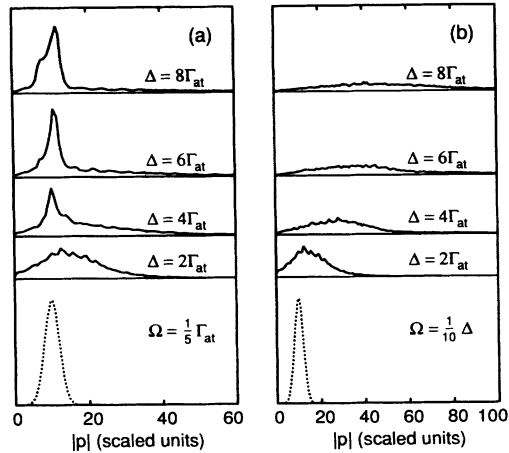 (a)
Δ = 8Γat
Δ = 6Γat
Δ = 4Γat
Δ = 2Γat
Ω = 1/5 Γat
0 20 40 60
|p| (scaled units)
(b)
Δ = 8Γat
Δ = 6Γat
Δ = 4Γat
Δ = 2Γat
Ω = 1/10 Δ
0 20 40 60 80 100
|p| (scaled units)